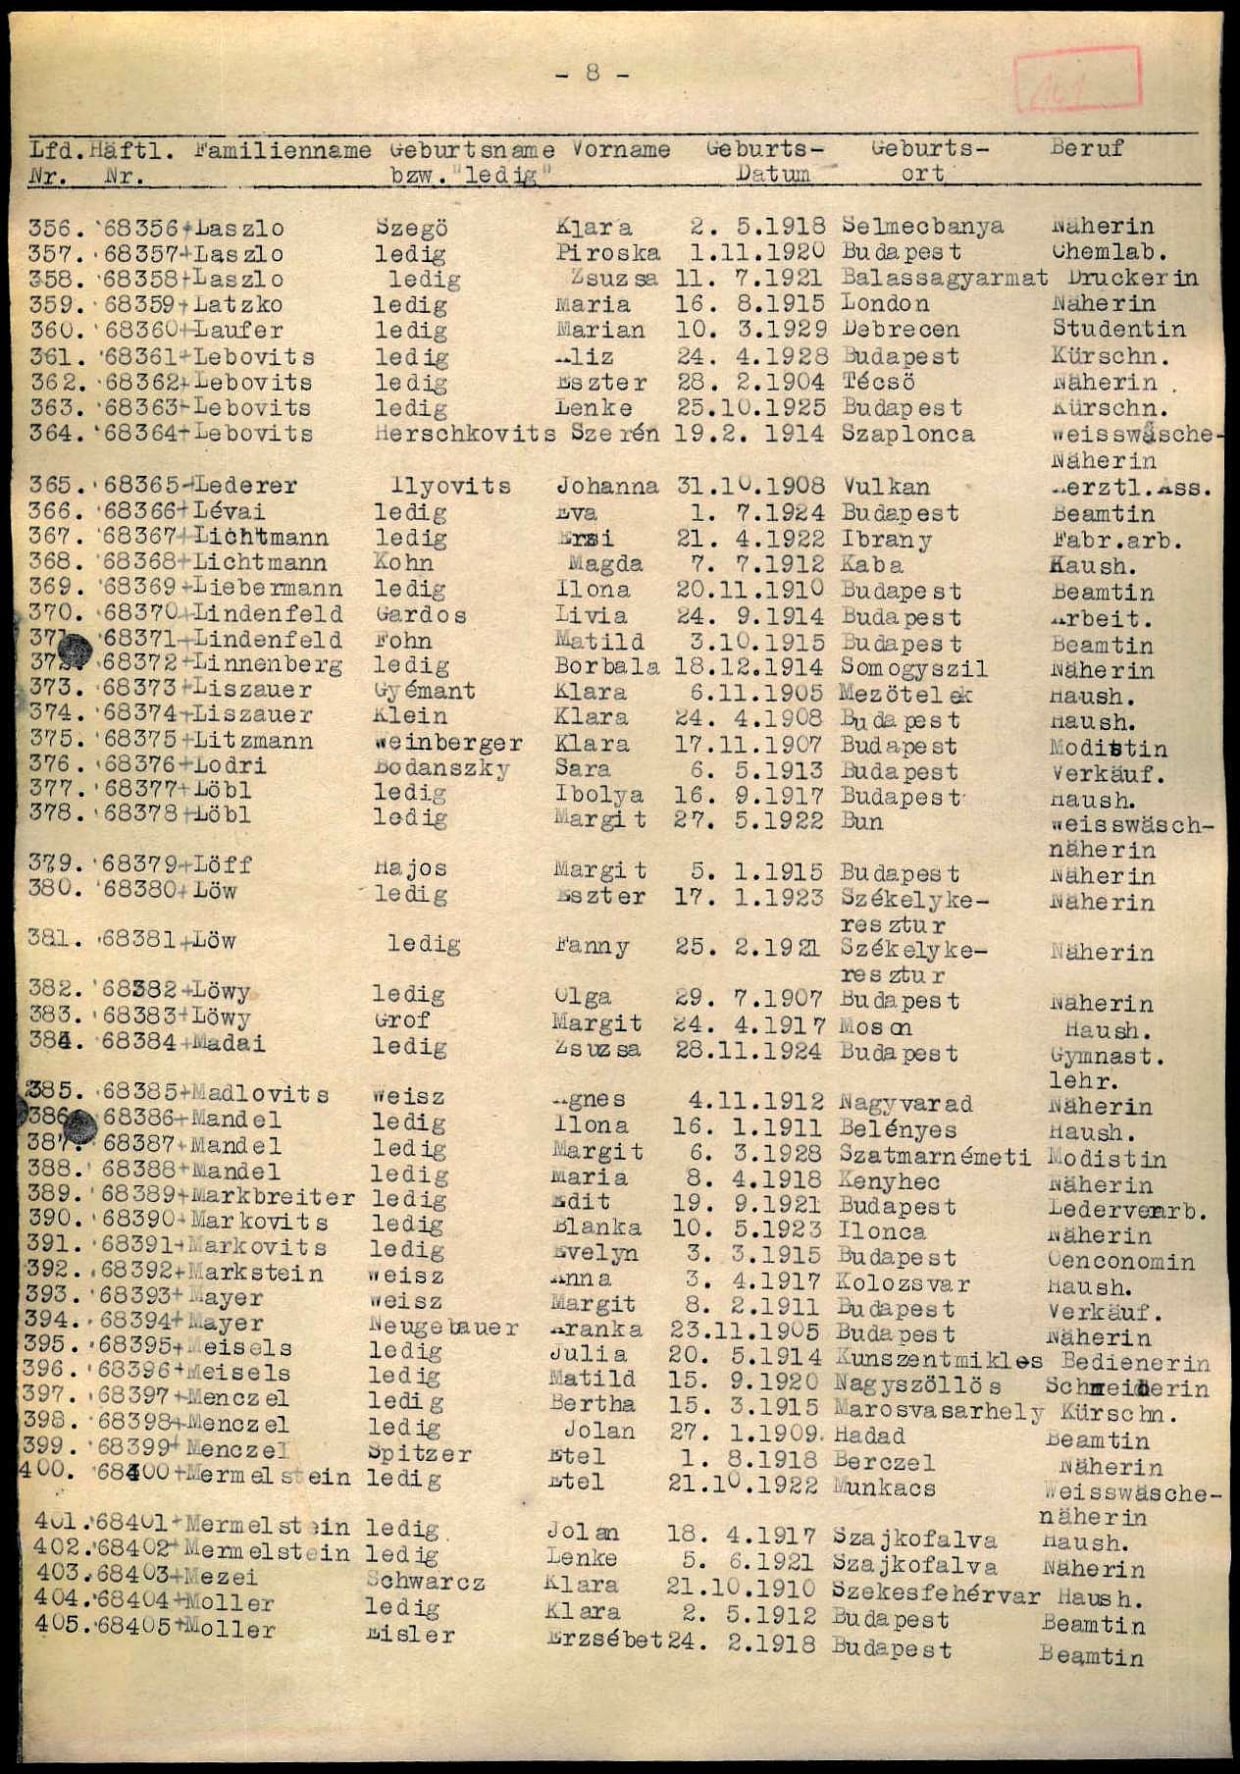 - 8 -
101
Lfd. Häftl. Familienname Geburtsname Vorname Geburts- Geburts- Beruf
Nr. Nr. bzw."ledig" Datum ort
356. 68356+Laszlo Szegö Klara 2. 5.1918 Selmecbanya Näherin
357. 68357+Laszlo ledig Piroska 1.11.1920 Budapest Chemlab.
358. 68358+Laszlo ledig Zsuzsa 11. 7.1921 Balassagyarmat Druckerin
359. 68359+Latzko ledig Maria 16. 8.1915 London Näherin
360. 68360+Laufer ledig Marian 10. 3.1929 Debrecen Studentin
361. 68361+Lebovits ledig Aliz 24. 4.1928 Budapest Kürschn.
362. 68362+Lebovits ledig Eszter 28. 2.1904 Técsö Näherin .
363. 68363+Lebovits ledig Lenke 25.10.1925 Budapest Kürschn.
364. 68364+Lebovits Herschkovits Szerén 19.2. 1914 Szaplonca Weisswäsche-
Näherin
365. 68365+Lederer Ilyovits Johanna 31.10.1908 Vulkan Aerztl.Ass.
366. 68366+Lévai ledig Eva 1. 7.1924 Budapest Beamtin
367. 68367+Lichtmann ledig Erzsi 21. 4.1922 Ibrany Fabr.arb.
368. 68368+Lichtmann Kohn Magda 7. 7.1912 Kaba Haush.
369. 68369+Liebermann ledig Ilona 20.11.1910 Budapest Beamtin
370. 68370+Lindenfeld Gardos Livia 24. 9.1914 Budapest Arbeit.
371. 68371+Lindenfeld Fohn Matild 3.10.1915 Budapest Beamtin
372. 68372+Linnenberg ledig Borbala 18.12.1914 Somogyszil Näherin
373. 68373+Liszauer Gyémant Klara 6.11.1905 Mezötelek Haush.
374. 68374+Liszauer Klein Klara 24. 4.1908 Budapest Haush.
375. 68375+Litzmann Weinberger Klara 17.11.1907 Budapest Modistin
376. 68376+Lodri Bodanszky Sara 6. 5.1913 Budapest Verkäuf.
377. 68377+Löbl ledig Ibolya 16. 9.1917 Budapest Haush.
378. 68378+Löbl ledig Margit 27. 5.1922 Bun Weisswäsch-
näherin
379. 68379+Löff Hajos Margit 5. 1.1915 Budapest Näherin
380. 68380+Löw ledig Eszter 17. 1.1923 Székelyke- Näherin
resztur
381. 68381+Löw ledig Fanny 25. 2.1921 Székelyke- Näherin
resztur
382. 68382+Löwy ledig Olga 29. 7.1907 Budapest Näherin
383. 68383+Löwy Grof Margit 24. 4.1917 Moson Haush.
384. 68384+Madai ledig Zsuzsa 28.11.1924 Budapest Gymnast.
lehr.
385. 68385+Madlovits Weisz Agnes 4.11.1912 Nagyvarad Näherin
386. 68386+Mandel ledig Ilona 16. 1.1911 Belényes Haush.
387. 68387+Mandel ledig Margit 6. 3.1928 Szatmarnémeti Modistin
388. 68388+Mandel ledig Maria 8. 4.1918 Kenyhec Näherin
389. 68389+Markbreiter ledig Edit 19. 9.1921 Budapest Lederverarb.
390. 68390+Markovits ledig Blanka 10. 5.1923 Ilonca Näherin
391. 68391+Markovits ledig Evelyn 3. 3.1915 Budapest Oenconomin
392. 68392+Markstein Weisz Anna 3. 4.1917 Kolozsvar Haush.
393. 68393+Mayer Weisz Margit 8. 2.1911 Budapest Verkäuf.
394. 68394+Mayer Neugebauer Aranka 23.11.1905 Budapest Näherin
395. 68395+Meisels ledig Julia 20. 5.1914 Kunszentmiklos Bedienerin
396. 68396+Meisels ledig Matild 15. 9.1920 Nagyszöllös Schneiderin
397. 68397+Menczel ledig Bertha 15. 3.1915 Marosvasarhely Kürschn.
398. 68398+Menczel ledig Jolan 27. 1.1909. Hadad Beamtin
399. 68399+Menczel Spitzer Etel 1. 8.1918 Berczel Näherin
400. 68400+Mermelstein ledig Etel 21.10.1922 Munkacs Weisswäsche-
näherin
401. 68401+Mermelstein ledig Jolan 18. 4.1917 Szajkofalva Haush.
402. 68402+Mermelstein ledig Lenke 5. 6.1921 Szajkofalva Näherin
403. 68403+Mezei Schwarcz Klara 21.10.1910 Szekesfehérvar Haush.
404. 68404+Moller ledig Klara 2. 5.1912 Budapest Beamtin
405. 68405+Moller Eisler Erzsébet 24. 2.1918 Budapest Beamtin